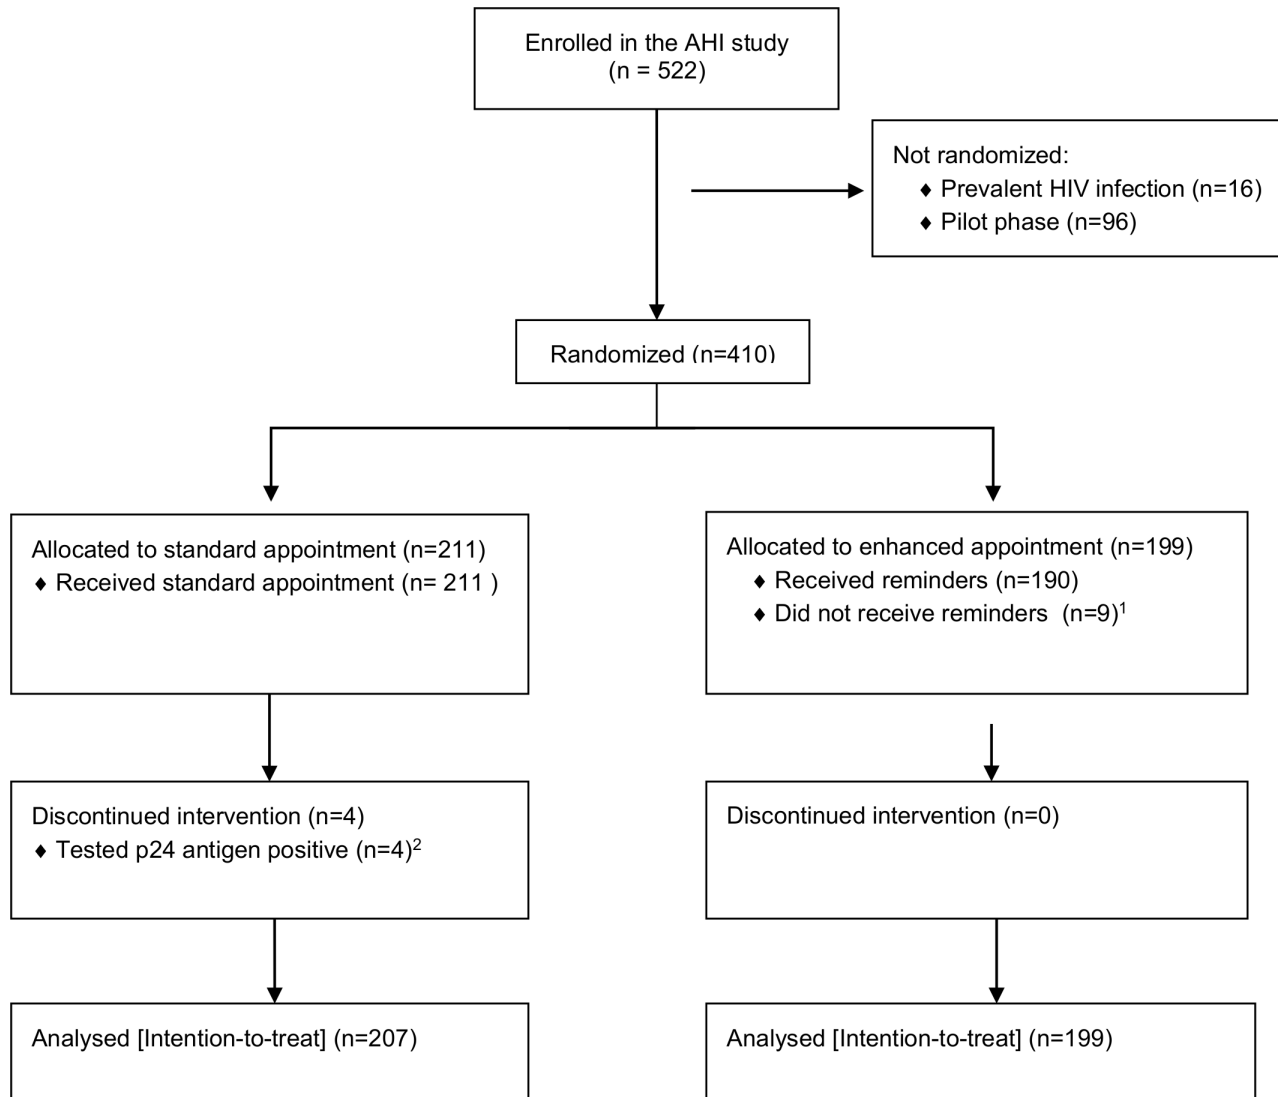 Enrolled in the AHI study
(n = 522)
Not randomized:
♦ Prevalent HIV infection (n=16)
♦ Pilot phase (n=96)
Randomized (n=410)
Allocated to standard appointment (n=211)
♦ Received standard appointment (n= 211 )
Allocated to enhanced appointment (n=199)
♦ Received reminders (n=190)
♦ Did not receive reminders  (n=9)¹
Discontinued intervention (n=4)
♦ Tested p24 antigen positive (n=4)²
Discontinued intervention (n=0)
Analysed [Intention-to-treat] (n=207)
Analysed [Intention-to-treat] (n=199)